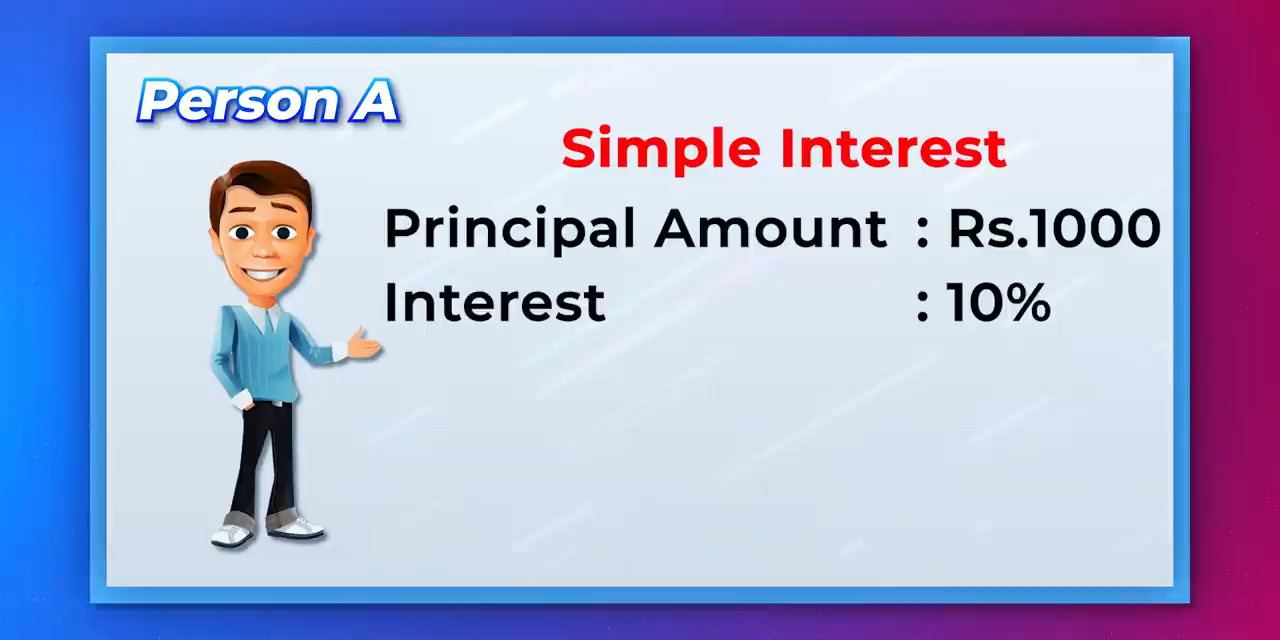 Person A
Simple Interest
Principal Amount : Rs.1000
Interest : 10%